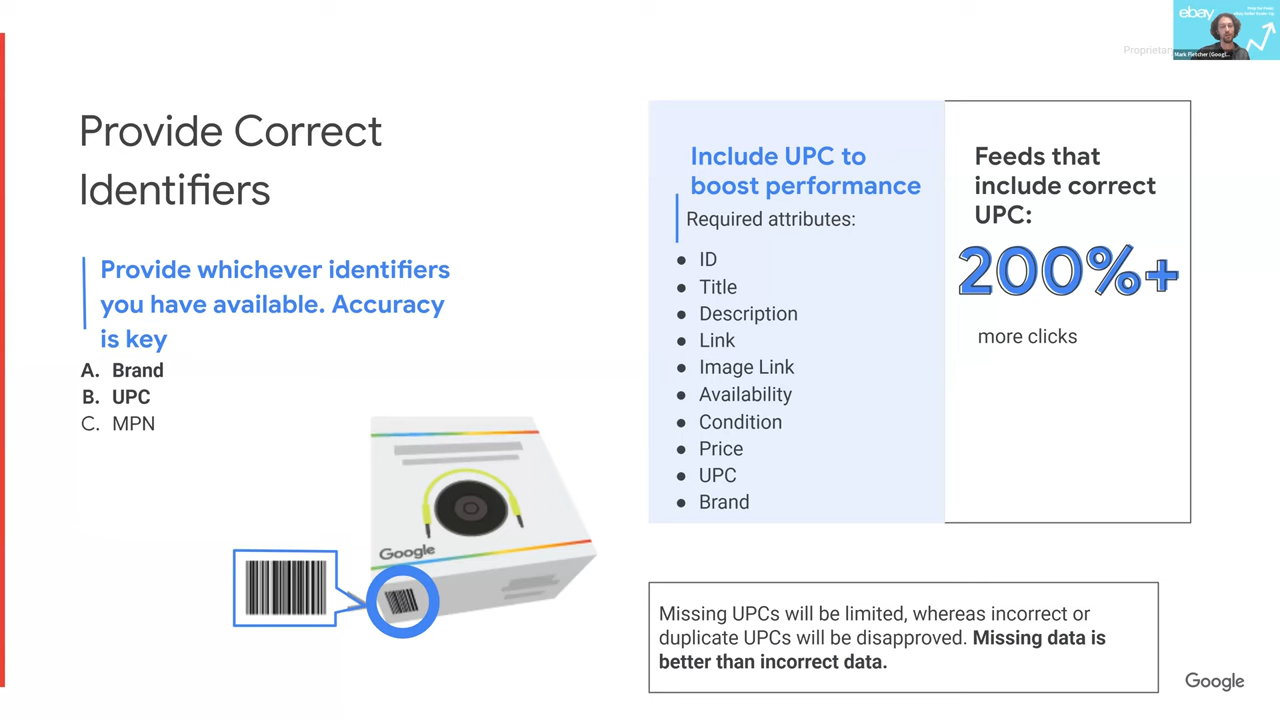 ebay
Proprietar
Mark Fletcher (Googl...
Provide Correct
Identifiers
Provide whichever identifiers
you have available. Accuracy
is key
A. Brand
B. UPC
C. MPN
Google
Include UPC to
boost performance
Required attributes:
● ID
● Title
● Description
● Link
● Image Link
● Availability
● Condition
● Price
● UPC
● Brand
Feeds that
include correct
UPC:
200%+
more clicks
Missing UPCs will be limited, whereas incorrect or
duplicate UPCs will be disapproved. Missing data is
better than incorrect data.
Google